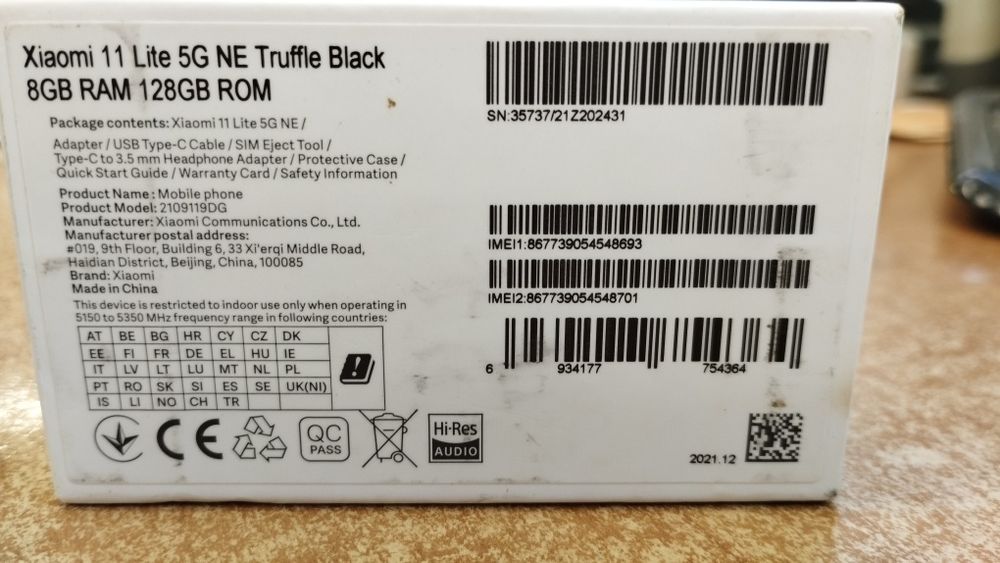 Xiaomi 11 Lite 5G NE Truffle Black
8GB RAM 128GB ROM
Package contents: Xiaomi 11 Lite 5G NE /
Adapter / USB Type-C Cable / SIM Eject Tool /
Type-C to 3.5 mm Headphone Adapter / Protective Case /
Quick Start Guide / Warranty Card / Safety Information
Product Name: Mobile phone
Product Model: 2109119DG
Manufacturer: Xiaomi Communications Co., Ltd.
Manufacturer postal address:
#019, 9th Floor, Building 6, 33 Xi'erqi Middle Road,
Haidian District, Beijing, China, 100085
Brand: Xiaomi
Made in China
This device is restricted to indoor use only when operating in
5150 to 5350 MHz frequency range in following countries:
AT BE BG HR CY CZ DK
EE FI FR DE EL HU IE
IT LV LT LU MT NL PL
PT RO SK SI ES SE UK(NI)
IS LI NO CH TR
CE
QC
PASS
Hi-Res
AUDIO
SN:35737/21Z202431
IMEI1:867739054548693
IMEI2:867739054548701
6 934177 754364
2021.12